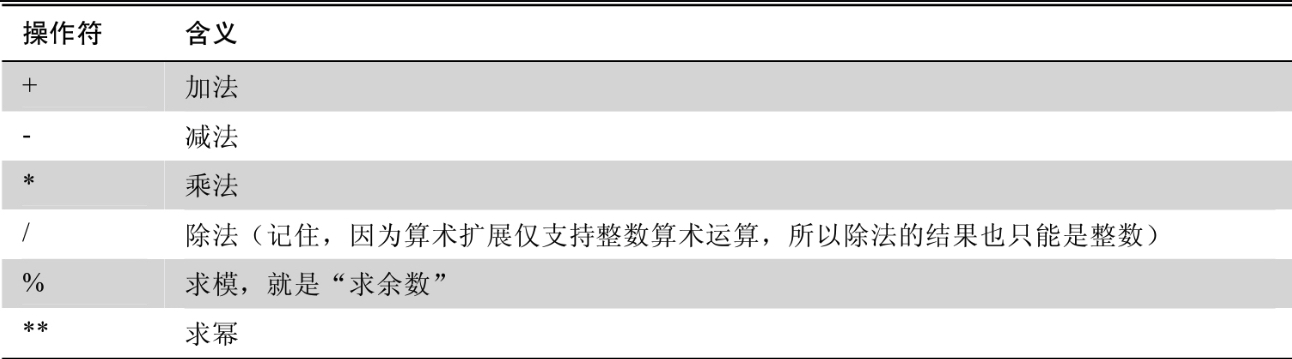 操作符 含义
+ 加法
- 减法
* 乘法
/ 除法（记住，因为算术扩展仅支持整数算术运算，所以除法的结果也只能是整数）
% 求模，就是“求余数”
** 求幂